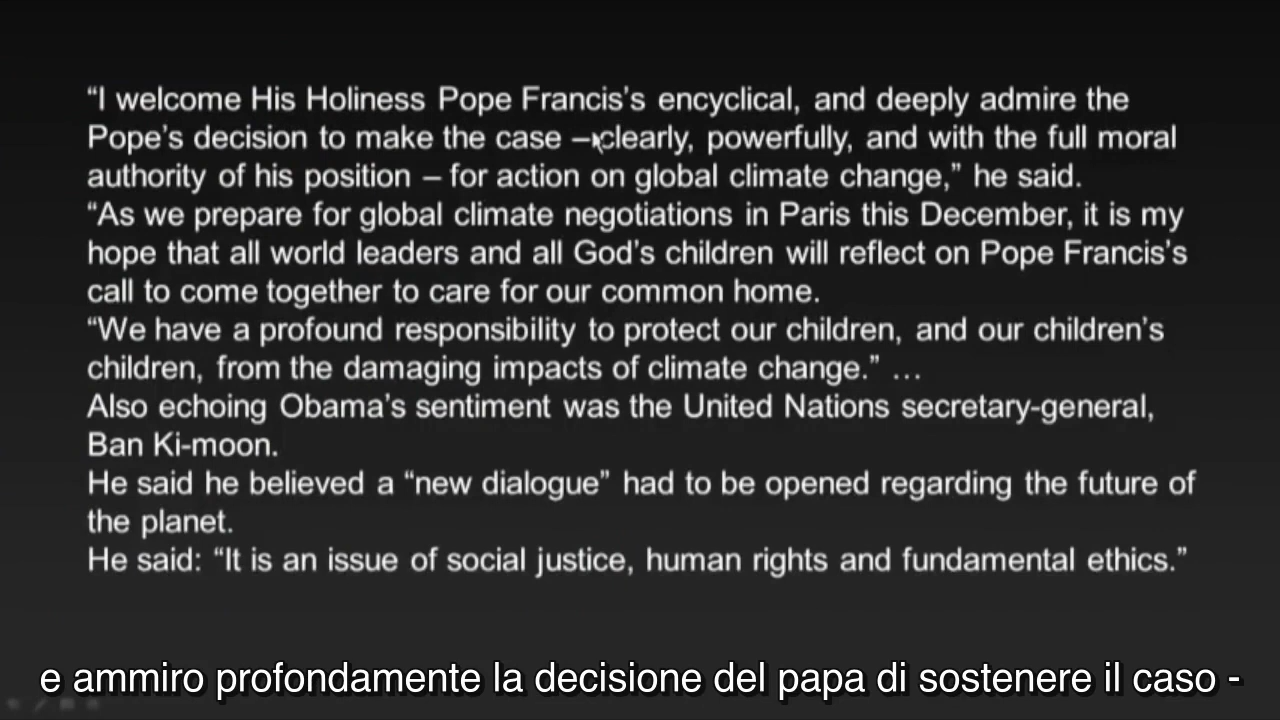 “I welcome His Holiness Pope Francis’s encyclical, and deeply admire the
Pope’s decision to make the case – clearly, powerfully, and with the full moral
authority of his position – for action on global climate change,” he said.
“As we prepare for global climate negotiations in Paris this December, it is my
hope that all world leaders and all God’s children will reflect on Pope Francis’s
call to come together to care for our common home.
“We have a profound responsibility to protect our children, and our children’s
children, from the damaging impacts of climate change.” …
Also echoing Obama’s sentiment was the United Nations secretary-general,
Ban Ki-moon.
He said he believed a “new dialogue” had to be opened regarding the future of
the planet.
He said: “It is an issue of social justice, human rights and fundamental ethics.”
e ammiro profondamente la decisione del papa di sostenere il caso -